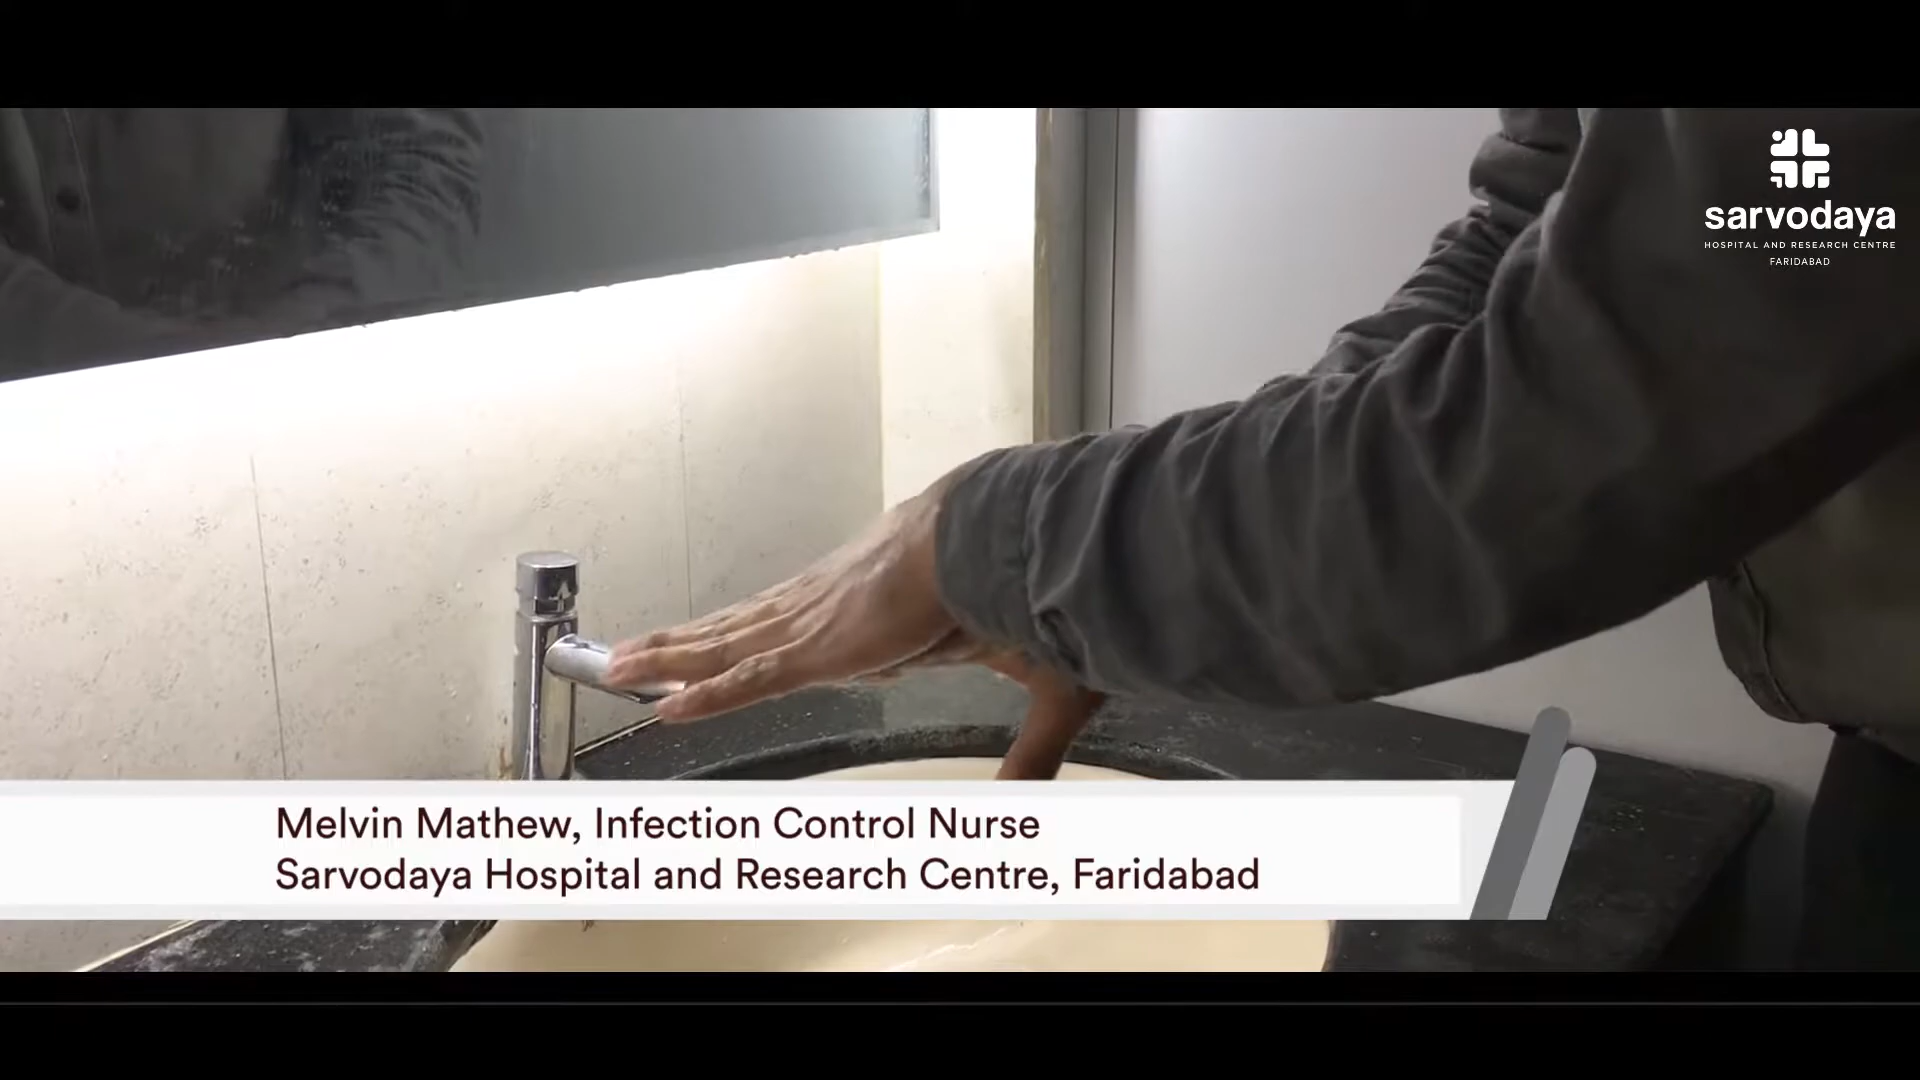 sarvodaya
HOSPITAL AND RESEARCH CENTRE
FARIDABAD
Melvin Mathew, Infection Control Nurse
Sarvodaya Hospital and Research Centre, Faridabad